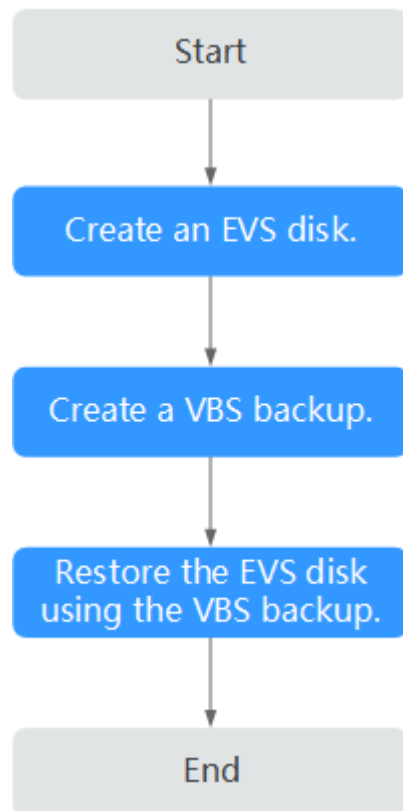 Start
Create an EVS disk.
Create a VBS backup.
Restore the EVS disk
using the VBS backup.
End